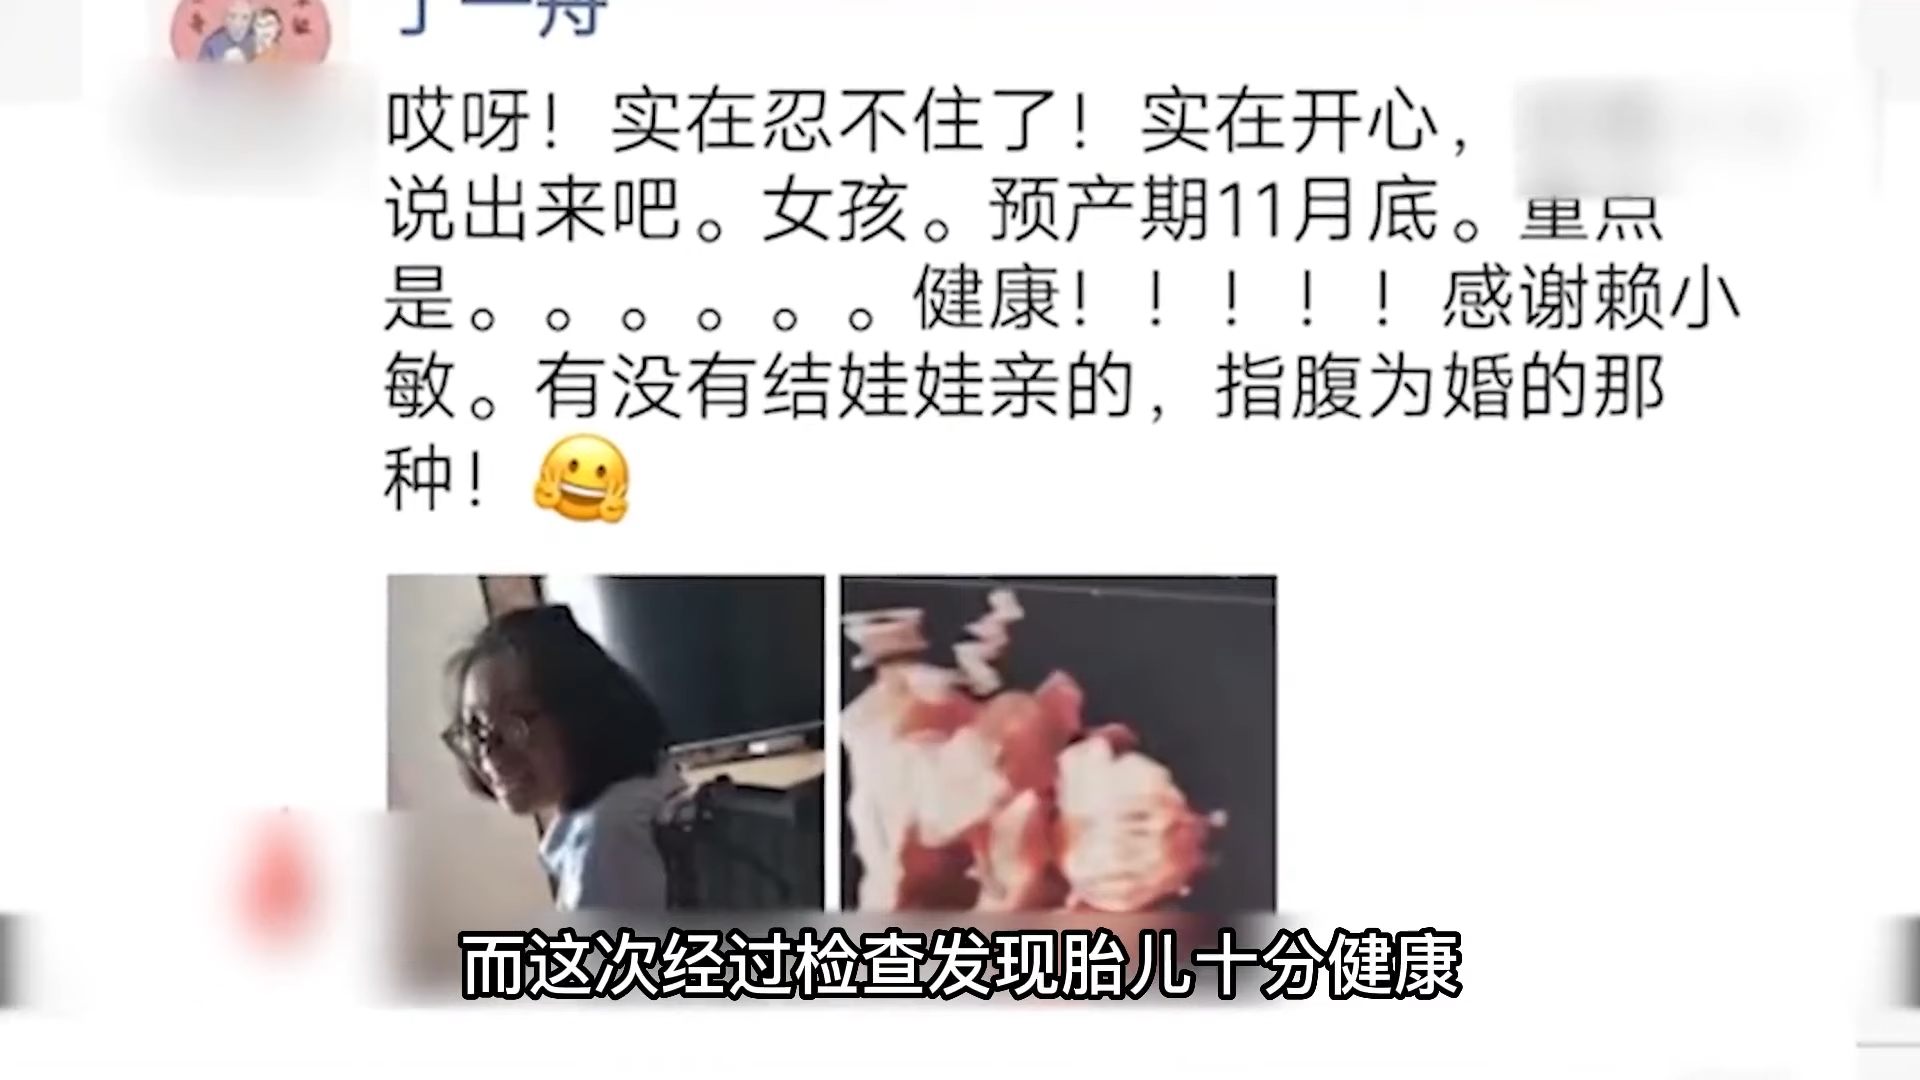 丁一舟
哎呀！实在忍不住了！实在开心，
说出来吧。女孩。预产期11月底。重点
是。。。。。。健康！！！！！感谢赖小
敏。有没有结娃娃亲的，指腹为婚的那
种！
而这次经过检查发现胎儿十分健康